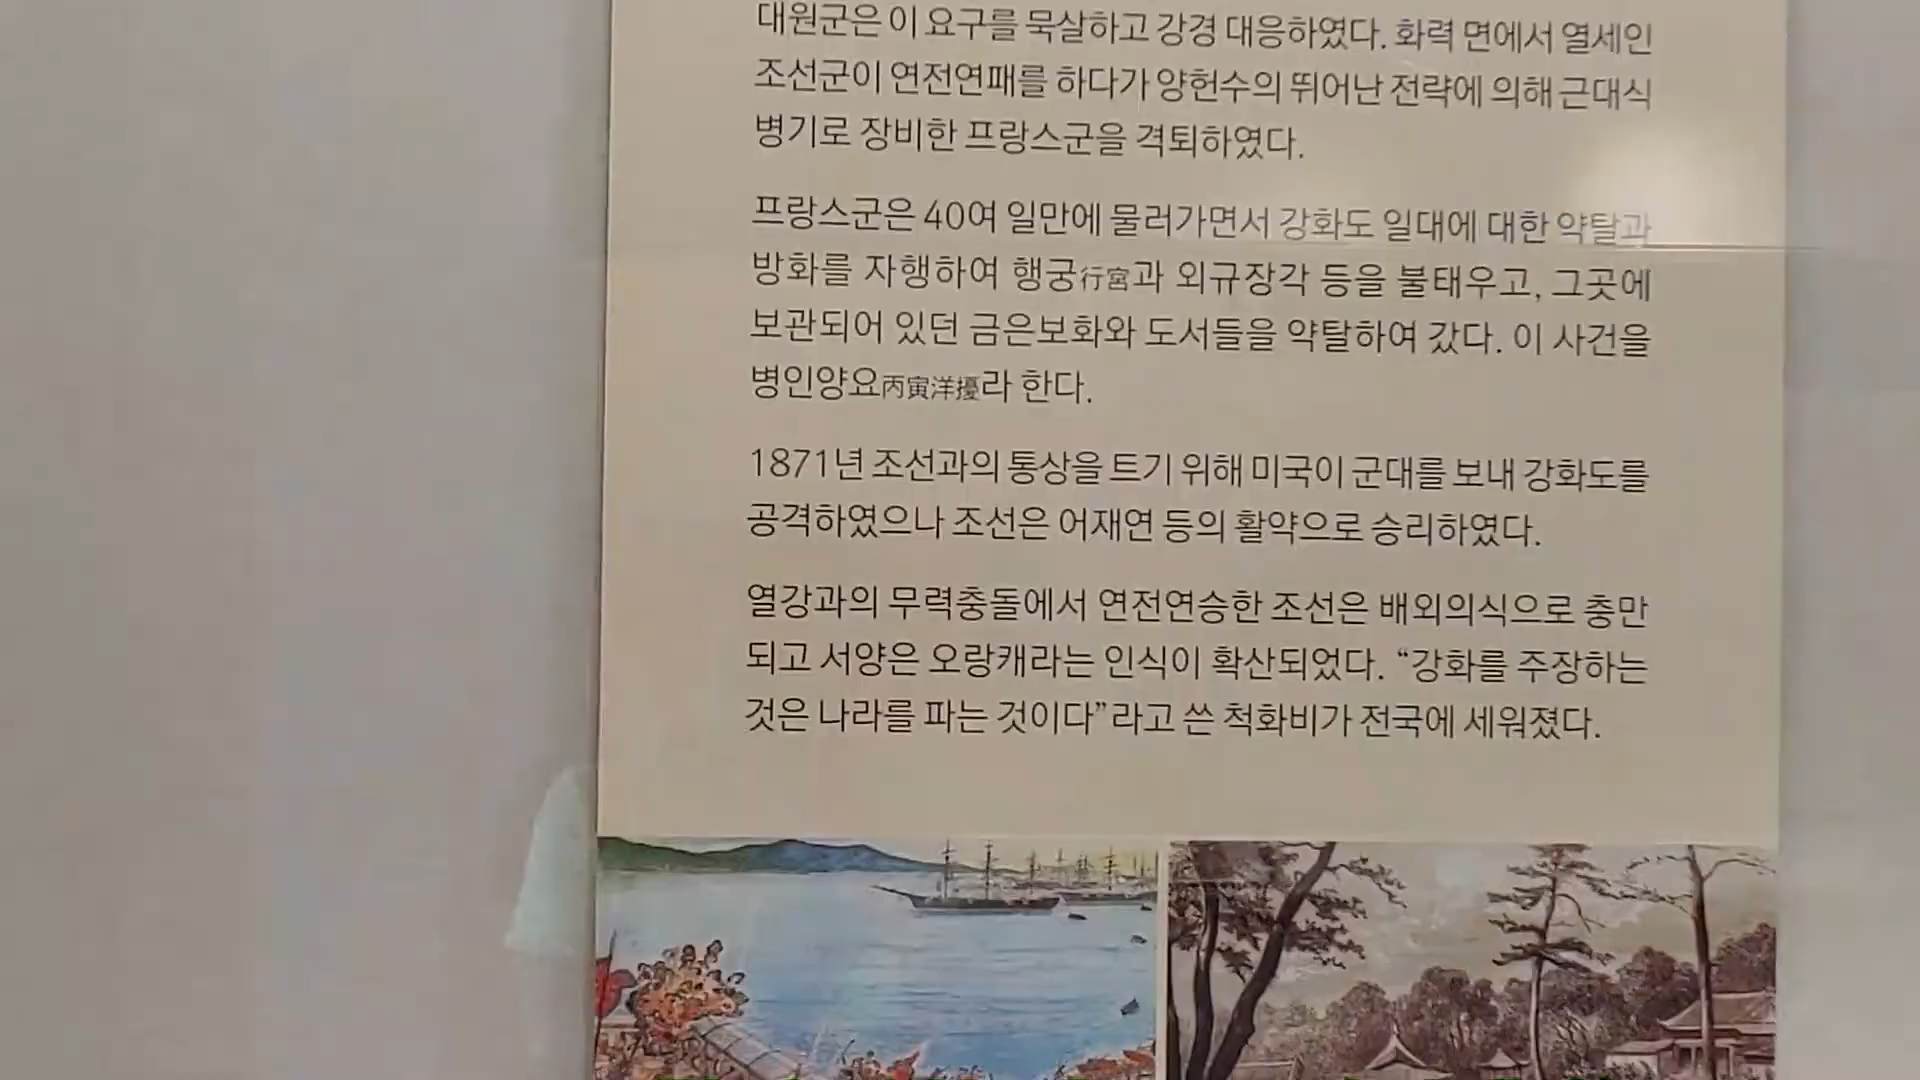 대원군은 이 요구를 묵살하고 강경 대응하였다. 화력 면에서 열세인
조선군이 연전연패를 하다가 양헌수의 뛰어난 전략에 의해 근대식
병기로 장비한 프랑스군을 격퇴하였다.
프랑스군은 40여 일만에 물러가면서 강화도 일대에 대한 약탈과
방화를 자행하여 행궁行宮과 외규장각 등을 불태우고, 그곳에
보관되어 있던 금은보화와 도서들을 약탈하여 갔다. 이 사건을
병인양요丙寅洋擾라 한다.
1871년 조선과의 통상을 트기 위해 미국이 군대를 보내 강화도를
공격하였으나 조선은 어재연 등의 활약으로 승리하였다.
열강과의 무력충돌에서 연전연승한 조선은 배외의식으로 충만
되고 서양은 오랑캐라는 인식이 확산되었다. “강화를 주장하는
것은 나라를 파는 것이다”라고 쓴 척화비가 전국에 세워졌다.